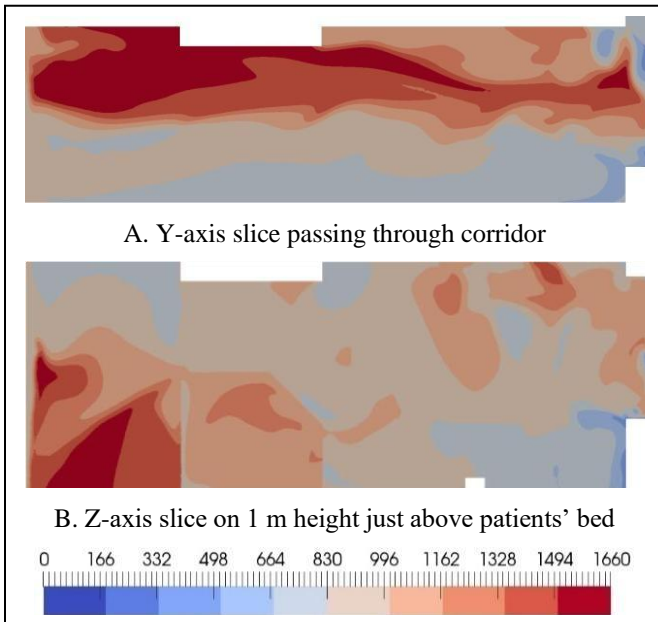 A. Y-axis slice passing through corridor
B. Z-axis slice on 1 m height just above patients’ bed
0 166 332 498 664 830 996 1162 1328 1494 1660